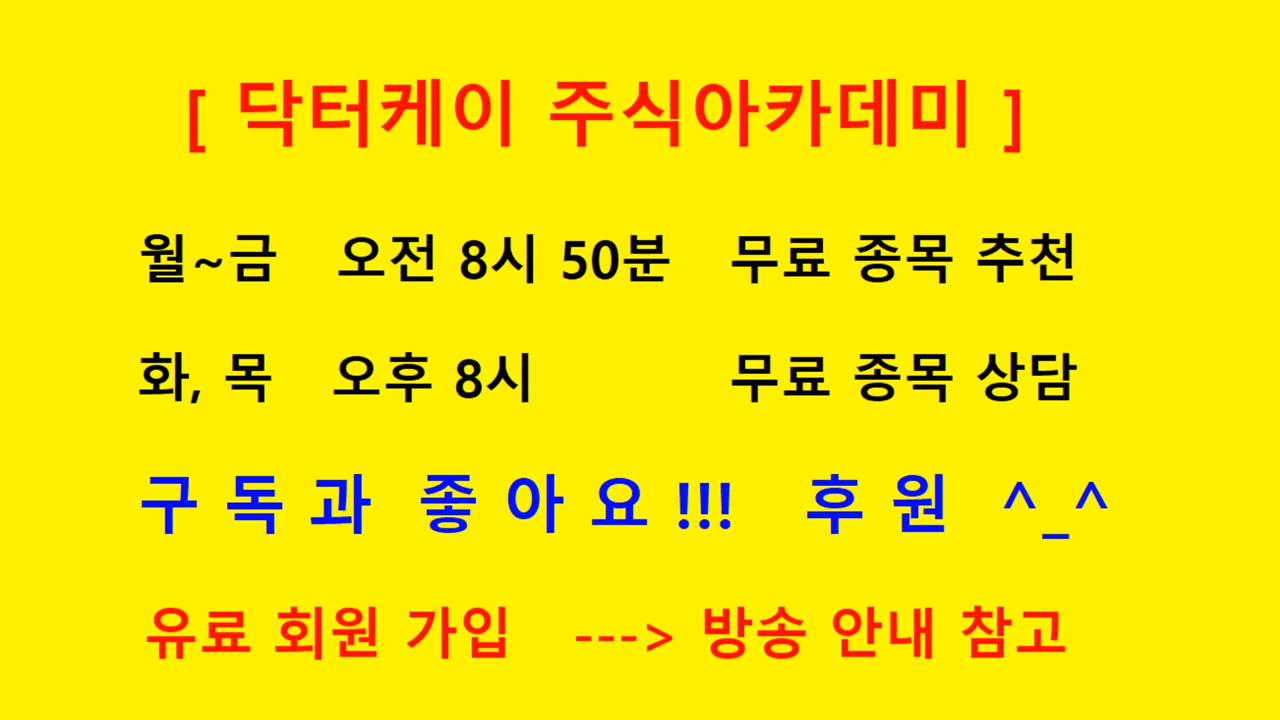 [ 닥터케이 주식아카데미 ]
월~금 오전 8시 50분 무료 종목 추천
화, 목 오후 8시 무료 종목 상담
구 독 과 좋 아 요 !!! 후 원 ^_^
유료 회원 가입 ---> 방송 안내 참고